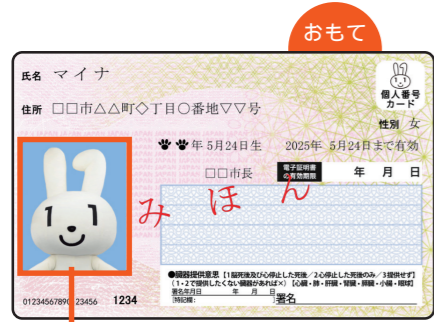 おもて
氏名 マイナ
個人番号
カード
住所 □□市△△町◇丁目○番地▽▽号
性別 女
年5月24日生 2025年 5月24日まで有効
□□市長 電子証明書の有効期限 年 月 日
みほん
1 1
●臓器提供意思【1脳死後及び心停止した死後/2心停止した死後のみ/3提供せず】
(1・2で提供したくない臓器があれば×)【心臓・肺・肝臓・腎臓・膵臓・小腸・眼球】
署名年月日 年 月 日
[特記欄: ] 署名
01234567890 23456 1234